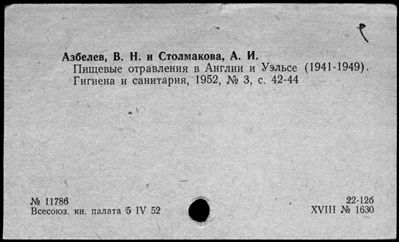 Азбелев, В. Н. и Столмакова, А. И.
Пищевые отравления в Англии и Уэльсе (1941-1949).
Гигиена и санитария, 1952, № 3, с. 42-44
№ 11786
Всесоюз. кн. палата 5 IV 52
22-12б
XVIII № 1630